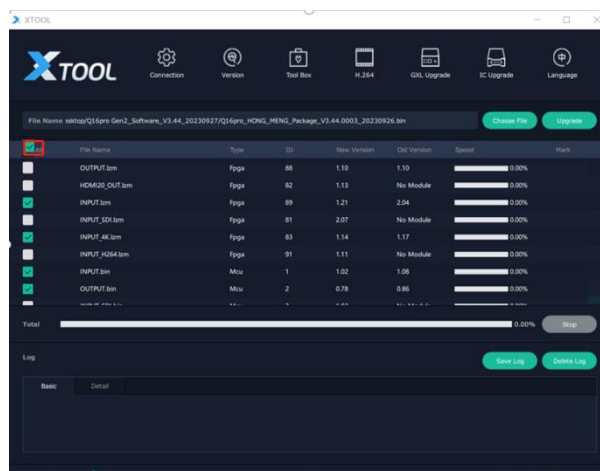 XTOOL
XTOOL
Connection Version Tool Box H.264 GXL Upgrade IC Upgrade Language
File Name zsktop/Q16pro Gen2_Software_V3.44_20230927/Q16pro_HONG_MENG_Package_V3.44.0003_20230926.bin Choose File Upgrade
All File Name Type ID New Version Old Version Speed Mark
OUTPUT.lzm Fpga 88 1.10 1.10 0.00%
HDMI20_OUT.lzm Fpga 82 1.13 No Module 0.00%
INPUT.lzm Fpga 89 1.21 2.04 0.00%
INPUT_SDI.lzm Fpga 81 2.07 No Module 0.00%
INPUT_4K.lzm Fpga 83 1.14 1.17 0.00%
INPUT_H264.lzm Fpga 91 1.11 No Module 0.00%
INPUT.bin Mcu 1 1.02 1.08 0.00%
OUTPUT.bin Mcu 2 0.78 0.86 0.00%
Total 0.00% Stop
Log Save Log Delete Log
Basic Detail